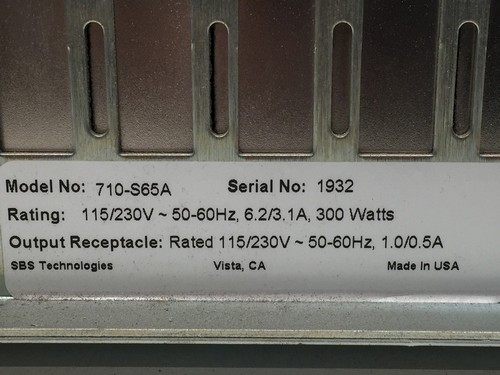 Model No: 710-S65A Serial No: 1932
Rating: 115/230V ~ 50-60Hz, 6.2/3.1A, 300 Watts
Output Receptacle: Rated 115/230V ~ 50-60Hz, 1.0/0.5A
SBS Technologies Vista, CA Made In USA